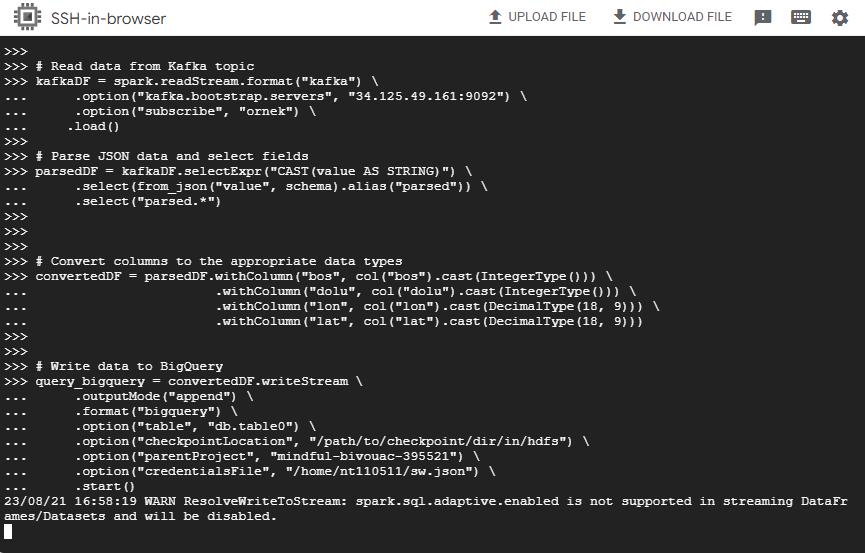 SSH-in-browser
UPLOAD FILE
DOWNLOAD FILE
>>>
>>> # Read data from Kafka topic
>>> kafkaDF = spark.readStream.format("kafka") \
...      .option("kafka.bootstrap.servers", "34.125.49.161:9092") \
...      .option("subscribe", "ornek") \
...     .load()
>>>
>>> # Parse JSON data and select fields
>>> parsedDF = kafkaDF.selectExpr("CAST(value AS STRING)") \
...      .select(from_json("value", schema).alias("parsed")) \
...      .select("parsed.*")
>>>
>>>
>>>
>>> # Convert columns to the appropriate data types
>>> convertedDF = parsedDF.withColumn("bos", col("bos").cast(IntegerType())) \
...                        .withColumn("dolu", col("dolu").cast(IntegerType())) \
...                        .withColumn("lon", col("lon").cast(DecimalType(18, 9))) \
...                        .withColumn("lat", col("lat").cast(DecimalType(18, 9)))
>>>
>>>
>>> # Write data to BigQuery
>>> query_bigquery = convertedDF.writeStream \
...      .outputMode("append") \
...      .format("bigquery") \
...      .option("table", "db.table0") \
...      .option("checkpointLocation", "/path/to/checkpoint/dir/in/hdfs") \
...      .option("parentProject", "mindful-bivouac-395521") \
...      .option("credentialsFile", "/home/nt110511/sw.json") \
...      .start()
23/08/21 16:58:19 WARN ResolveWriteToStream: spark.sql.adaptive.enabled is not supported in streaming DataFr
ames/Datasets and will be disabled.